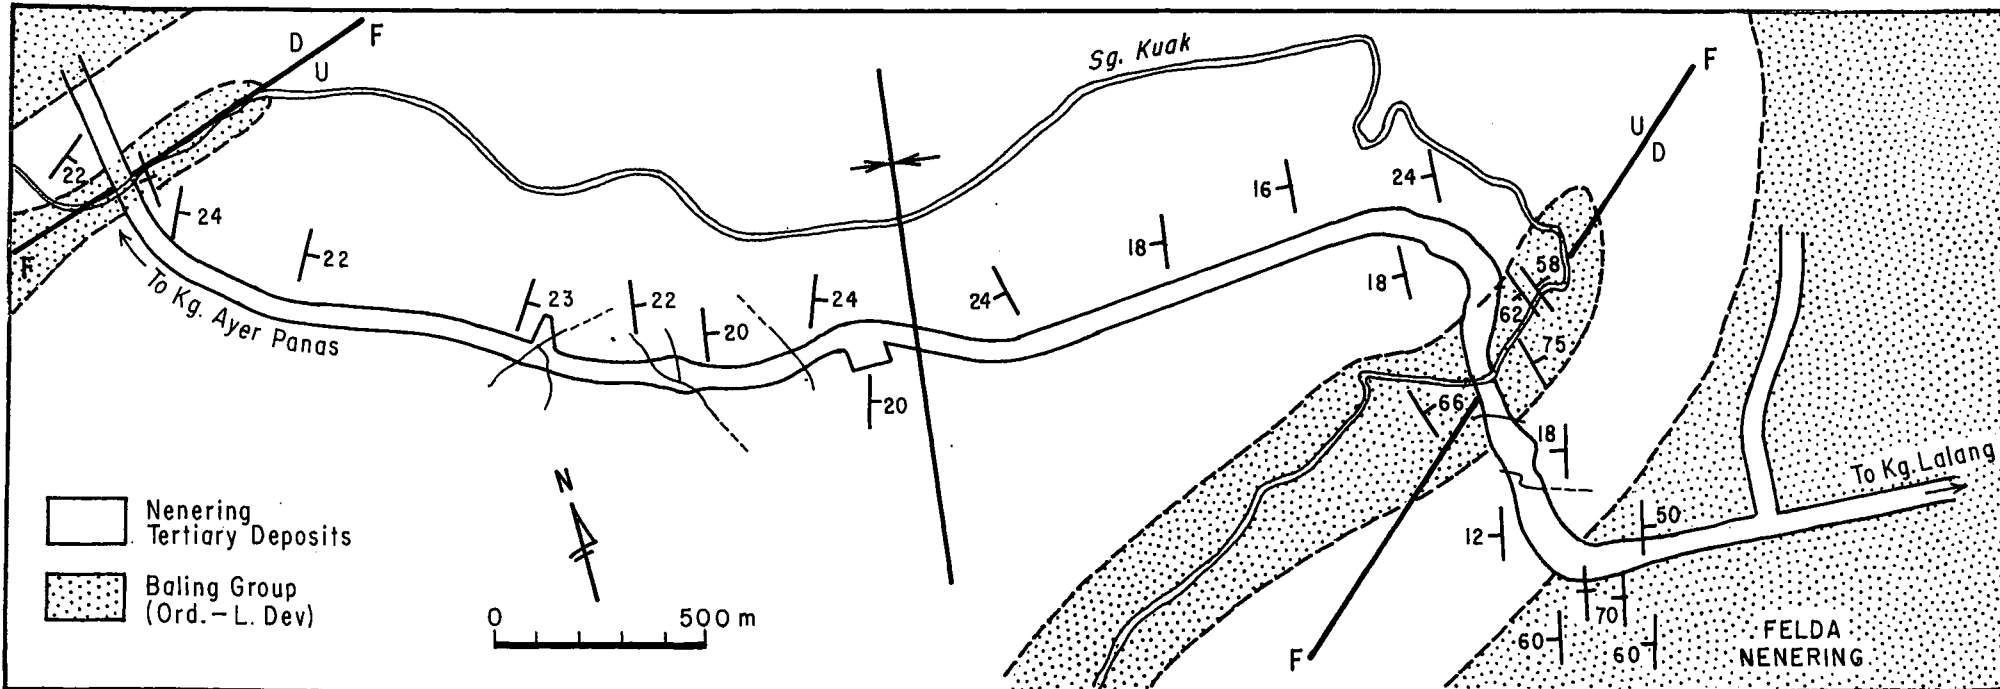 D
F
U
Sg. Kuak
F
U
D
22
24
22
F
To Kg. Ayer Panas
23
22
20
24
20
24
18
16
24
18
58
62
75
66
18
12
50
70
60
60
To Kg. Lalang
F
N
Nenering
Tertiary Deposits
Baling Group
(Ord. – L. Dev)
0 500 m
FELDA
NENERING